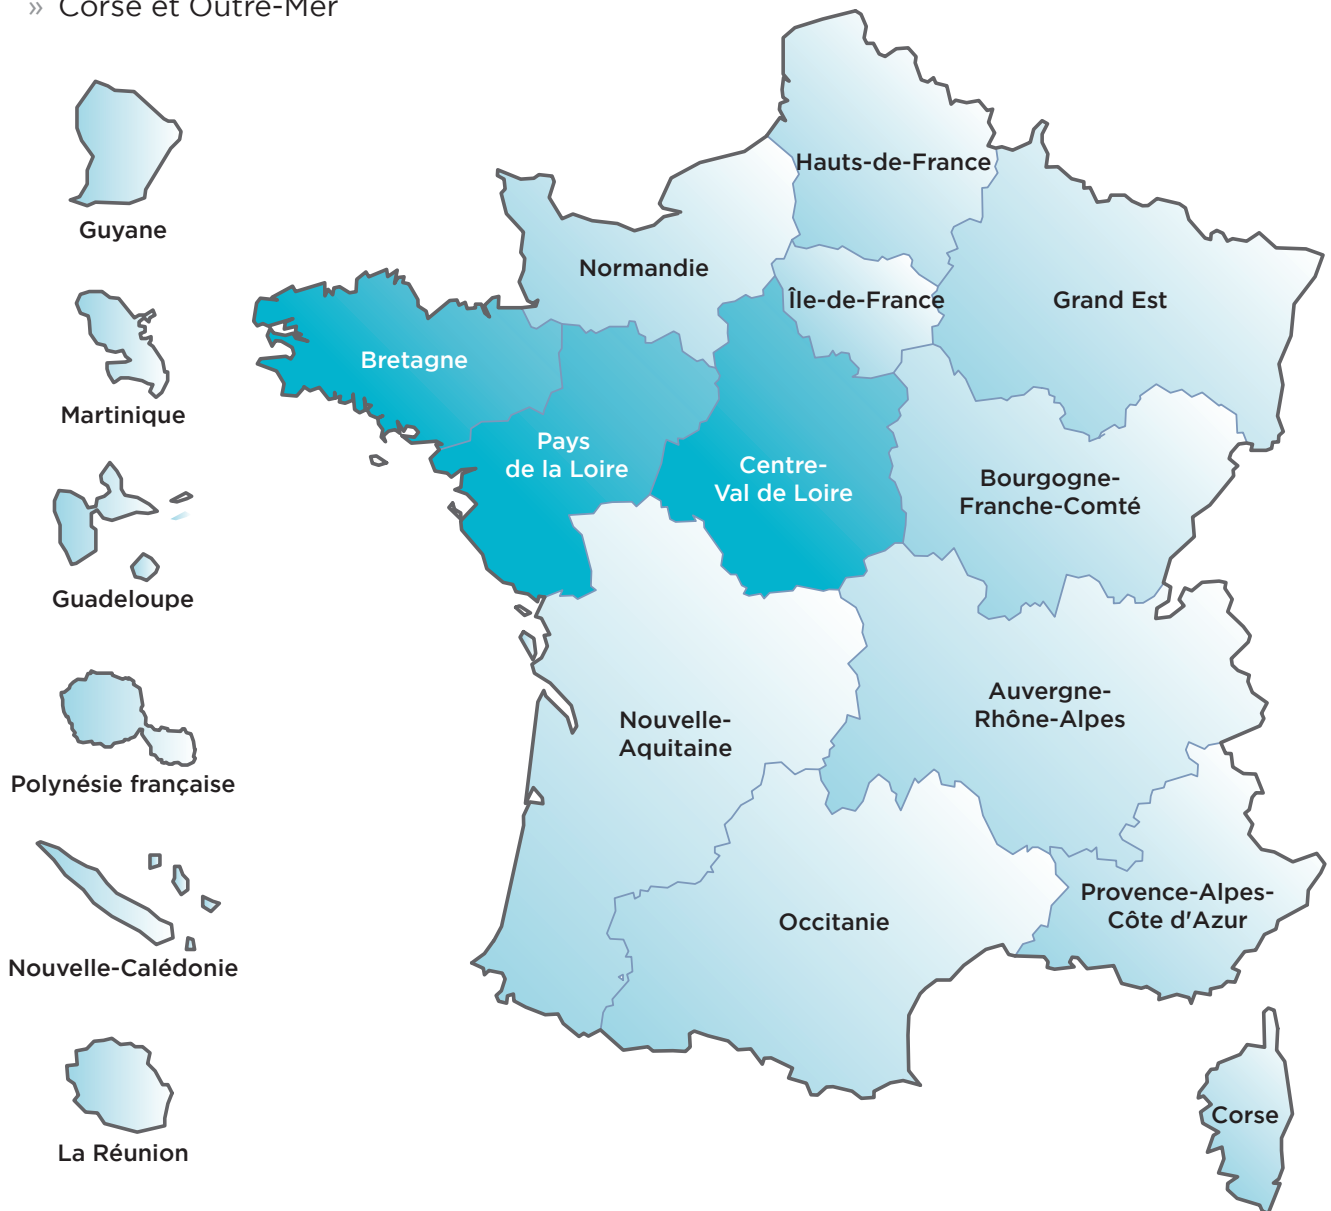 » Corse et Outre-Mer
Guyane
Martinique
Guadeloupe
Polynésie française
Nouvelle-Calédonie
La Réunion
Hauts-de-France
Normandie
Île-de-France
Grand Est
Bretagne
Pays
de la Loire
Centre-
Val de Loire
Bourgogne-
Franche-Comté
Nouvelle-
Aquitaine
Auvergne-
Rhône-Alpes
Occitanie
Provence-Alpes-
Côte d'Azur
Corse